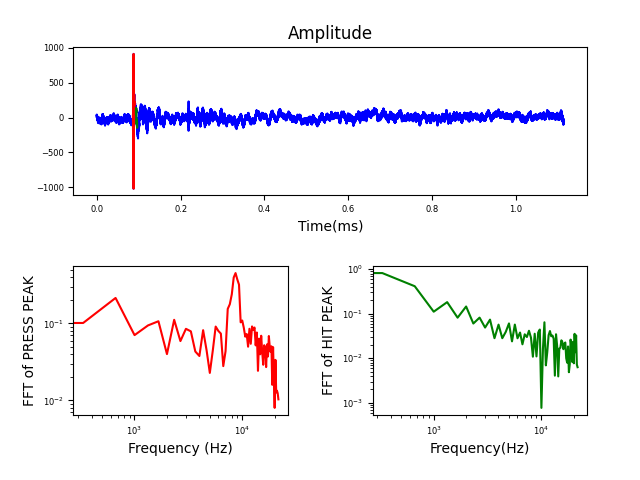 Amplitude
1000
500
0
−500
−1000
0.0 0.2 0.4 0.6 0.8 1.0
Time(ms)
FFT of PRESS PEAK
10⁻¹
10⁻²
10³ 10⁴
Frequency (Hz)
FFT of HIT PEAK
10⁰
10⁻¹
10⁻²
10⁻³
10³ 10⁴
Frequency(Hz)